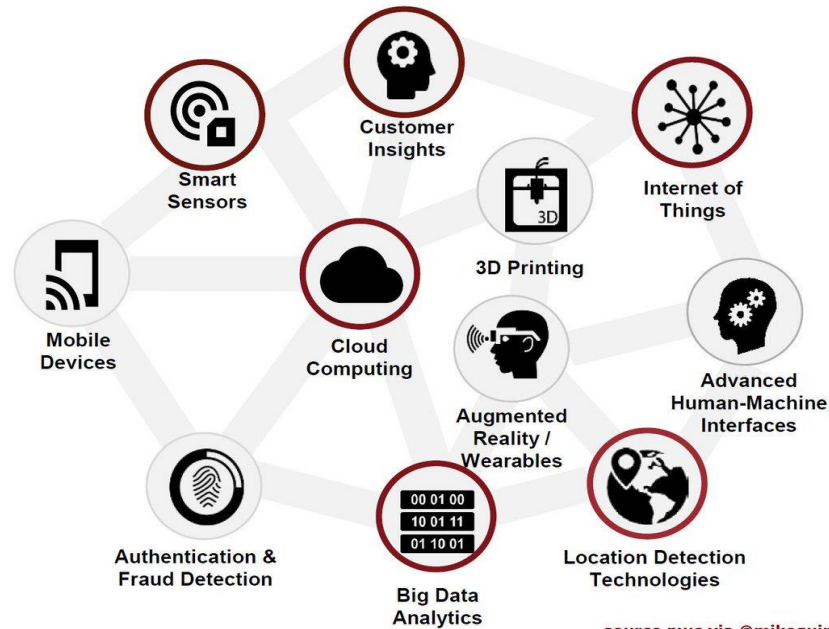 Customer
Insights
Smart
Sensors
Internet of
Things
3D
3D Printing
Mobile
Devices
Cloud
Computing
Augmented
Reality /
Wearables
Advanced
Human-Machine
Interfaces
00 01 00
10 01 11
01 10 01
Authentication &
Fraud Detection
Big Data
Analytics
Location Detection
Technologies